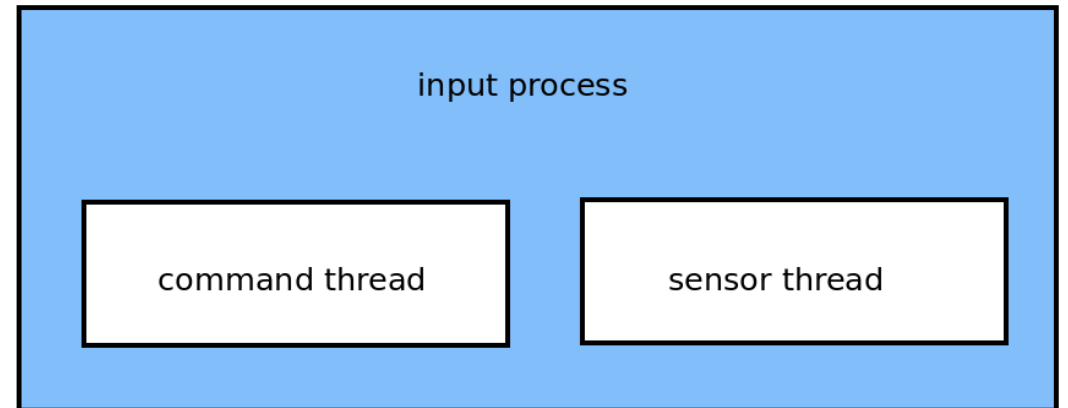 input process
command thread
sensor thread